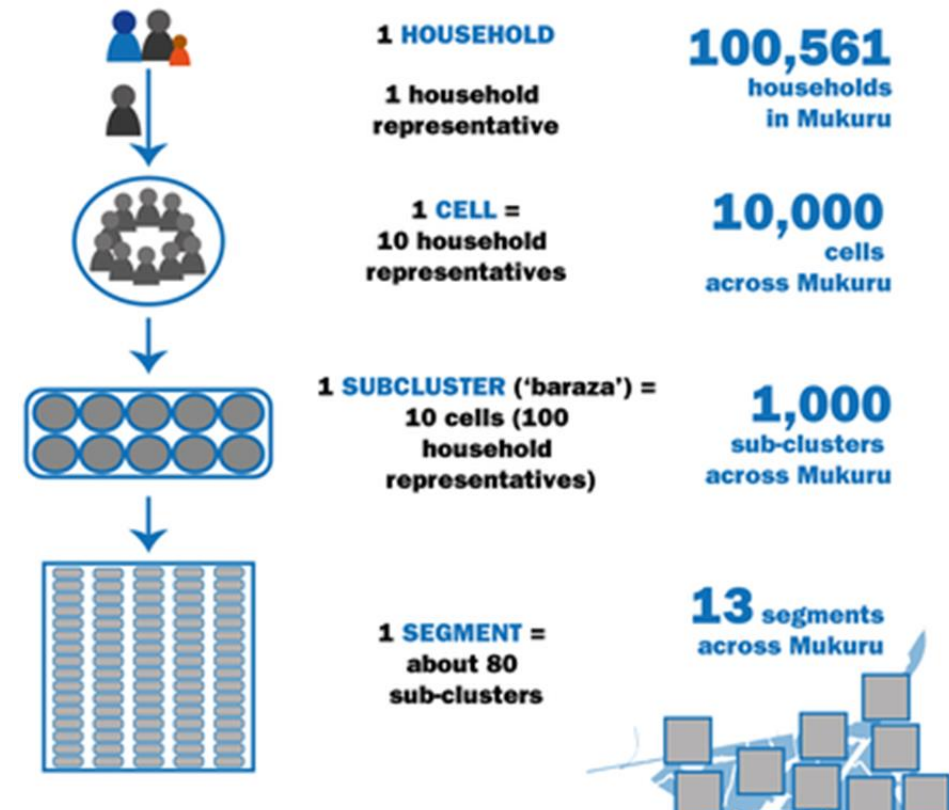 1 HOUSEHOLD
1 household
representative
100,561
households
in Mukuru
1 CELL =
10 household
representatives
10,000
cells
across Mukuru
1 SUBCLUSTER (‘baraza’) =
10 cells (100
household
representatives)
1,000
sub-clusters
across Mukuru
1 SEGMENT =
about 80
sub-clusters
13 segments
across Mukuru